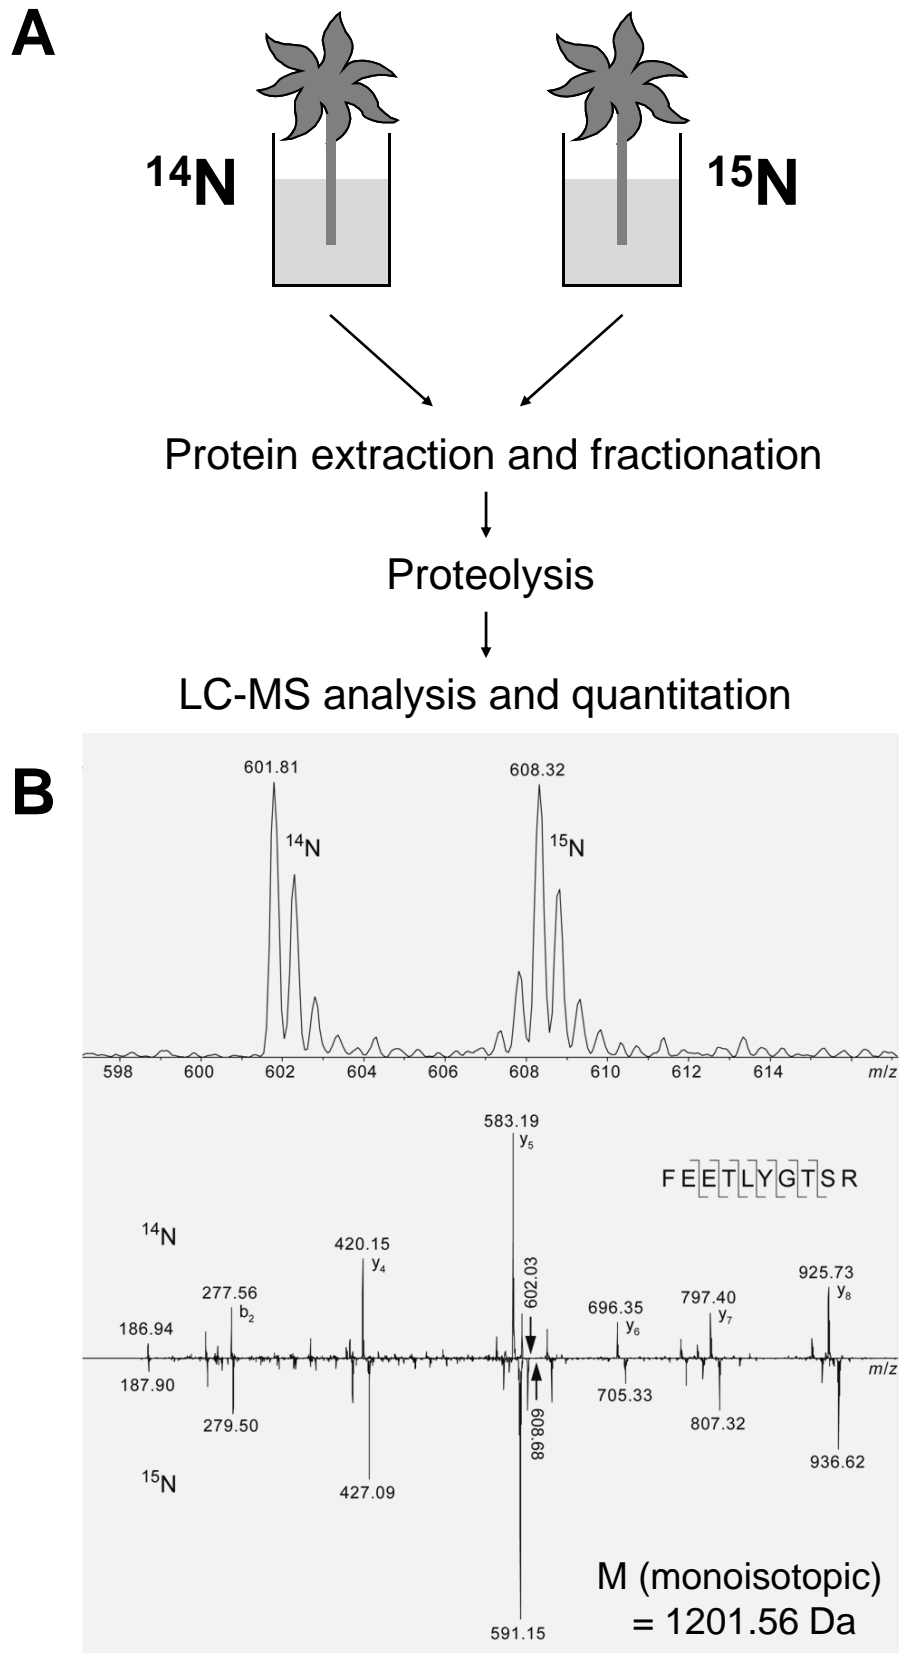 A
14N
15N
Protein extraction and fractionation
Proteolysis
LC-MS analysis and quantitation
B
601.81
608.32
14N
15N
598 600 602 604 606 608 610 612 614 m/z
583.19
y5
FEETLYGTSR
14N
420.15
y4
602.03
925.73
y8
277.56
b2
797.40
y7
696.35
y6
186.94
m/z
187.90
705.33
279.50
608.68
807.32
936.62
15N
427.09
M (monoisotopic)
= 1201.56 Da
591.15